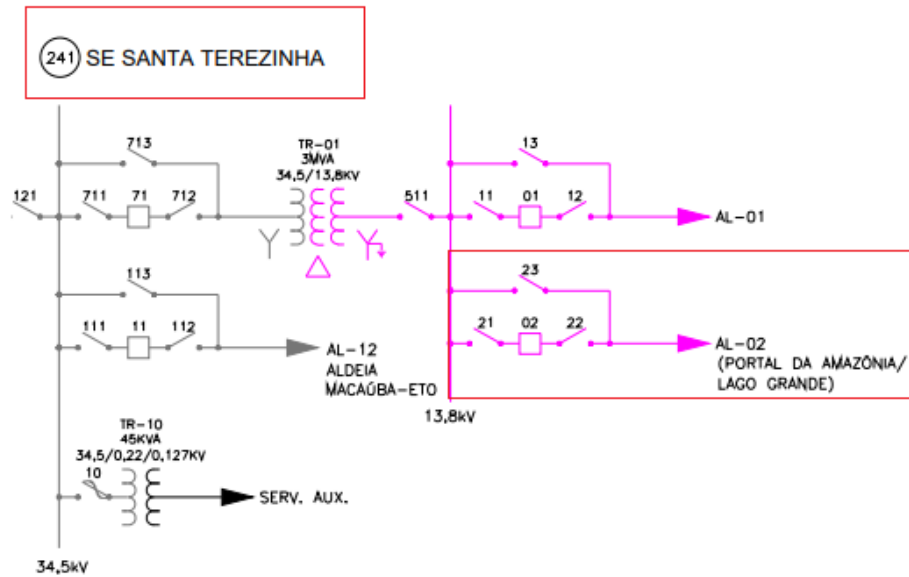 241 SE SANTA TEREZINHA
713
TR-01
3MVA
34,5/13,8KV
13
121
711
71
712
511
11
01
12
AL-01
113
23
111
11
112
21
02
22
AL-12
ALDEIA
MACAÚBA-ETO
AL-02
(PORTAL DA AMAZÔNIA/
LAGO GRANDE)
13,8kV
TR-10
45KVA
34,5/0,22/0,127KV
10
SERV. AUX.
34,5kV